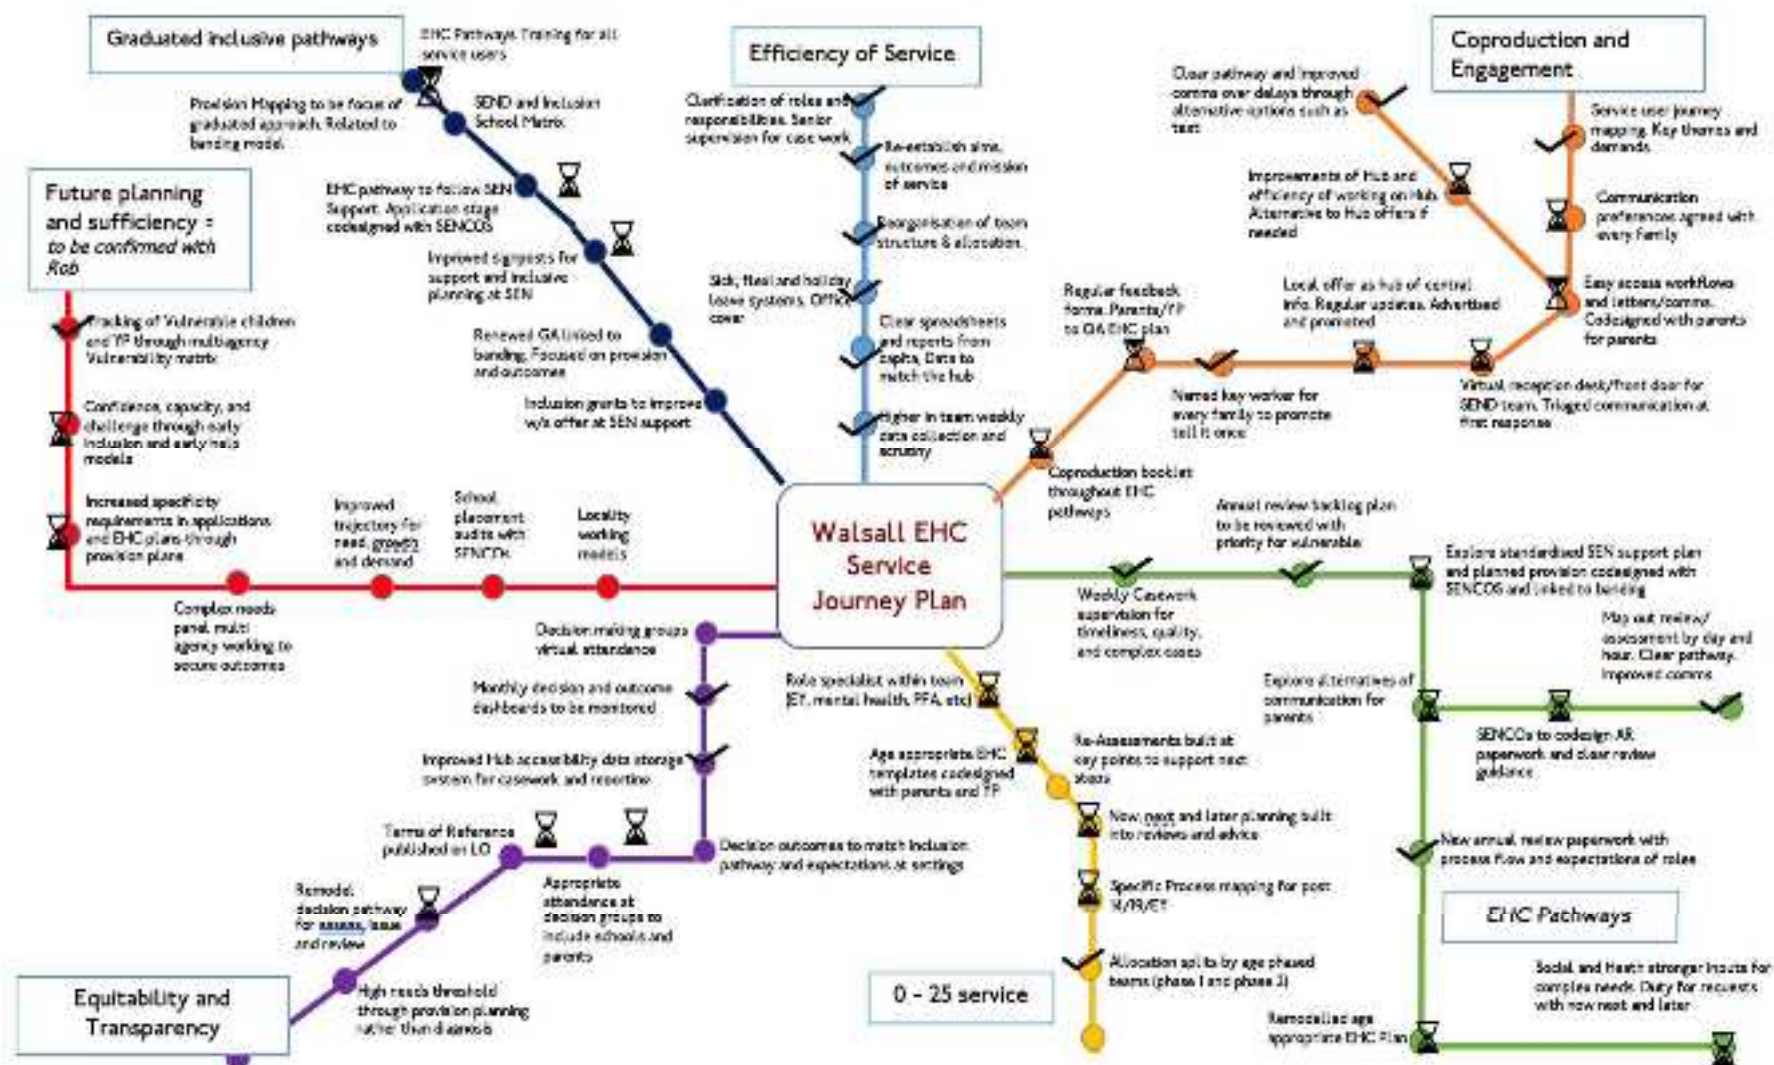 Graduated inclusive pathways
EHC Pathways Training for all
service users
Provision Mapping to be focus of
graduated approach. Related to
banding model
SEND and Inclusion
School Matrix
EHC pathway to follow SEN
Support. Application stage
codesigned with SENCOS
Improved signposts for
support and inclusive
planning at SEN
Renewed GA linked to
banding. Focused on provision
and outcomes
Inclusion grants to improve
w/a offer at SEN support
Efficiency of Service
Clarification of roles and
responsibilities. Senior
supervision for case work
Re-establish aims,
outcomes and mission
of service
Reorganisation of team
structure & allocation.
Sick, flexi and holiday
leave systems. Office
cover
Clear spreadsheets
and reports from
capita, Data to
match the hub
Higher in team weekly
data collection and
scrutiny
Coproduction and
Engagement
Clear pathway and improved
comms over delays through
alternative options such as
text
Service user journey
mapping. Key themes and
demands
Improvements of Hub and
efficiency of working on Hub.
Alternative to Hub offers if
needed
Communication
preferences agreed with
every family
Regular feedback
forms. Parents/YP
to QA EHC plan
Local offer as hub of central
info. Regular updates. Advertised
and promoted
Easy access workflows
and letters/comms.
Codesigned with parents
for parents
Named key worker for
every family to promote
tell it once
Virtual reception desk/front door for
SEND team. Triaged communication at
first response
Coproduction booklet
throughout EHC
pathways
Future planning
and sufficiency =
to be confirmed with
Rob
Tracking of Vulnerable children
and YP through multiagency
Vulnerability matrix
Confidence, capacity, and
challenge through early
inclusion and early help
models
Increased specificity
requirements in applications
and EHC plans through
provision plans
Improved
trajectory for
need, growth
and demand
School
placement
audits with
SENCOs
Locality
working
models
Complex needs
panel multi
agency working to
secure outcomes
Walsall EHC
Service
Journey Plan
Annual review backlog plan
to be reviewed with
priority for vulnerable
Weekly Casework
supervision for
timeliness, quality,
and complex cases
Explore standardised SEN support plan
and planned provision codesigned with
SENCOS and linked to banding
Map out review/
assessment by day and
hour. Clear pathway.
Improved comms
Explore alternatives of
communication for
parents
SENCOs to codesign AR
paperwork and clear review
guidance
New annual review paperwork with
process flow and expectations of roles
EHC Pathways
Social and Heath stronger inputs for
complex needs. Duty for requests
with now next and later
Remodelled age
appropriate EHC Plan
Decision making groups
virtual attendance
Monthly decision and outcome
dashboards to be monitored
Improved Hub accessibility data storage
system for casework and reporting
Terms of Reference
published on LO
Decision outcomes to match inclusion
pathway and expectations at settings
Appropriate
attendance at
decision groups to
include schools and
parents
Remodel
decision pathway
for assess, issue
and review
High needs threshold
through provision planning
rather than diagnosis
Equitability and
Transparency
Role specialist within team
(EY, mental health, PFA, etc)
Age appropriate EHC
templates codesigned
with parents and YP
Re-Assessments built at
key points to support next
steps
Now, next and later planning built
into reviews and advice
Specific Process mapping for post
16/19/EY
Allocation splits by age phased
teams (phase 1 and phase 2)
0 - 25 service